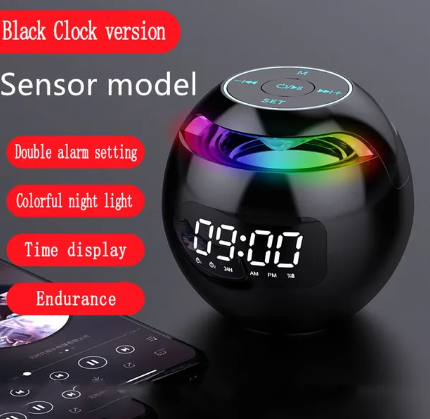 Black Clock version
Sensor model
Double alarm setting
Colorful night light
Time display
Endurance
M
SET
09:00
24H AM PM